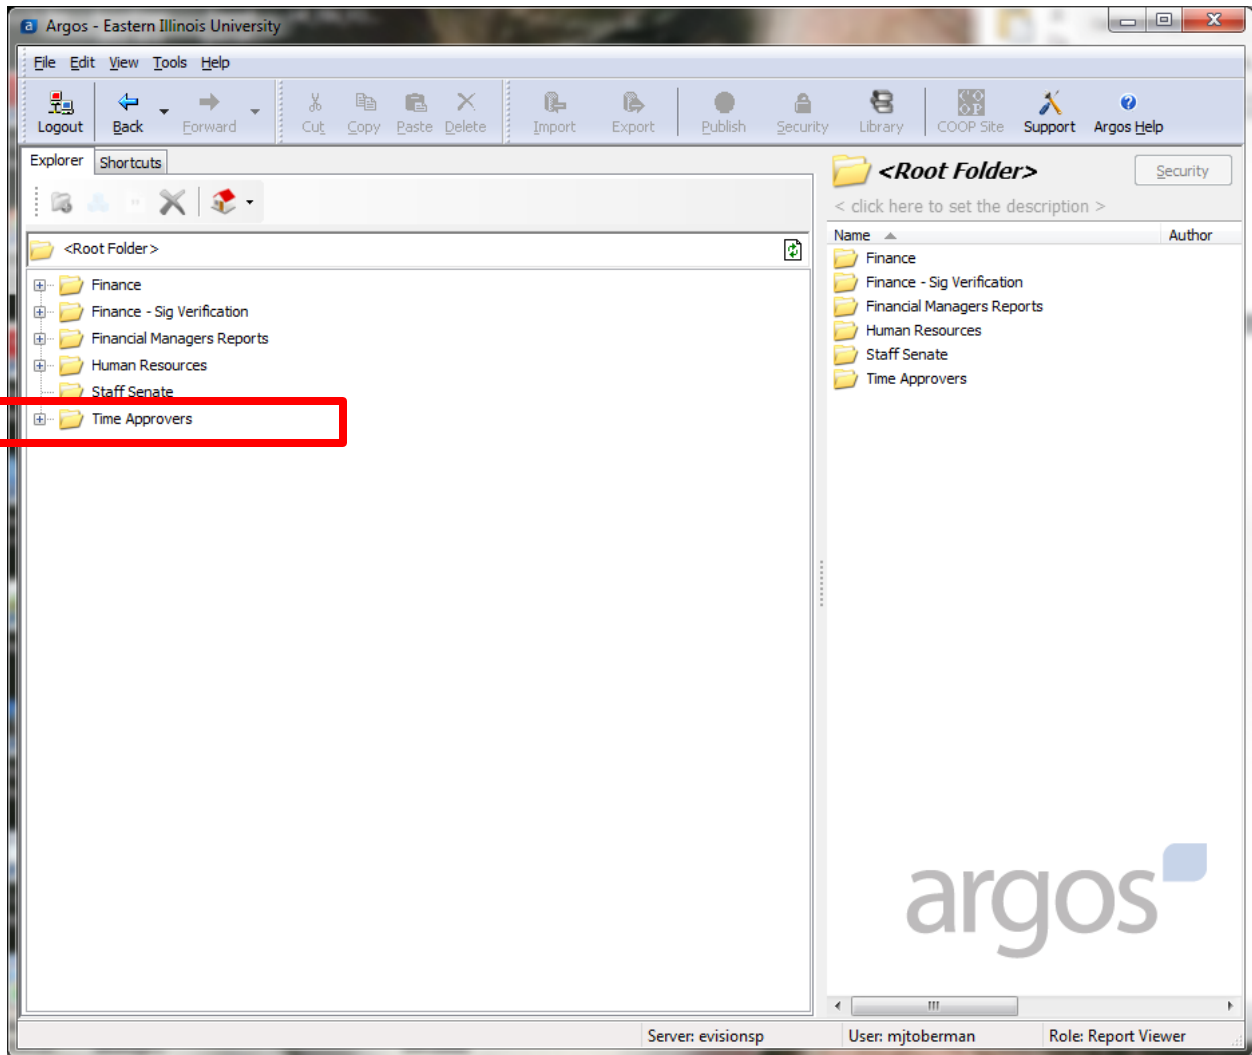 Argos - Eastern Illinois University
File Edit View Tools Help
Logout Back Forward Cut Copy Paste Delete Import Export Publish Security Library COOP Site Support Argos Help
Explorer Shortcuts
<Root Folder>
Finance
Finance - Sig Verification
Financial Managers Reports
Human Resources
Staff Senate
Time Approvers
<Root Folder> Security
< click here to set the description >
Name Author
Finance
Finance - Sig Verification
Financial Managers Reports
Human Resources
Staff Senate
Time Approvers
argos
Server: evisionsp User: mjtoberman Role: Report Viewer